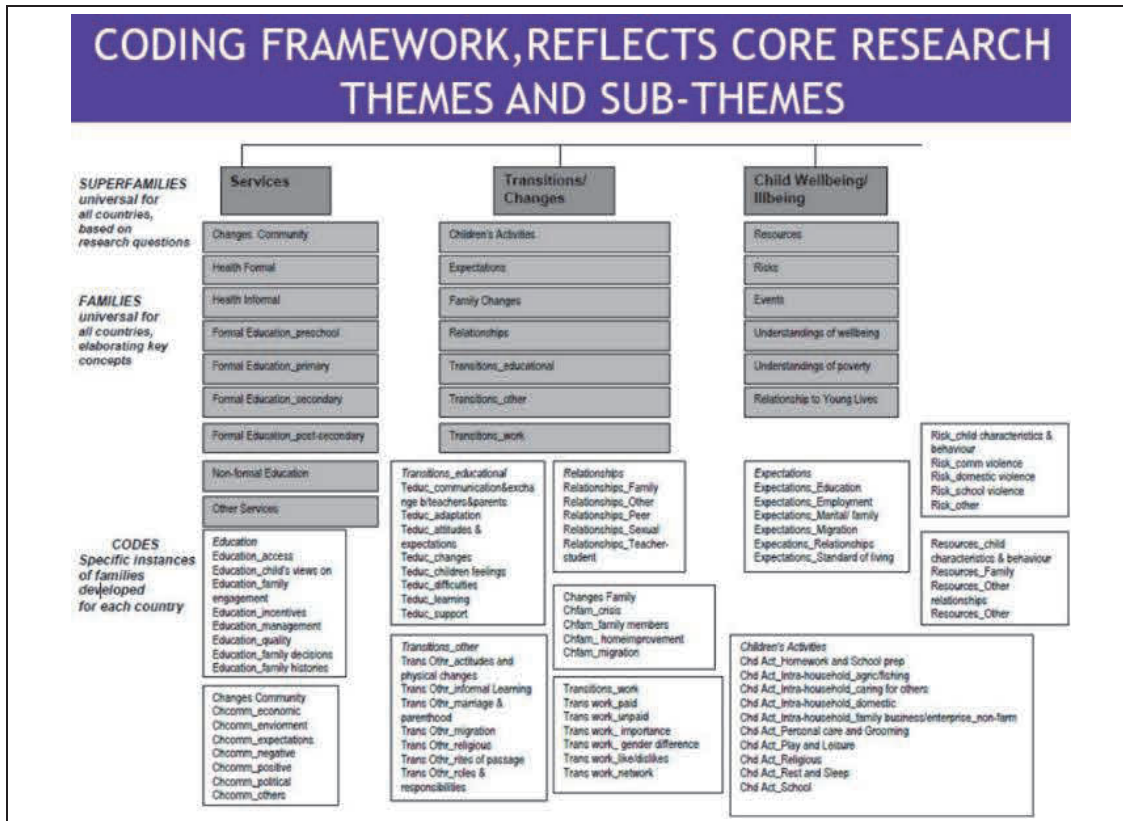 CODING FRAMEWORK,REFLECTS CORE RESEARCH
THEMES AND SUB-THEMES
SUPERFAMILIES
universal for
all countries,
based on
research questions
FAMILIES
universal for
all countries,
elaborating key
concepts
CODES
Specific instances
of families
developed
for each country
Services
Changes Community
Health Formal
Health Informal
Formal Education_preschool
Formal Education_primary
Formal Education_secondary
Formal Education_post-secondary
Non-formal Education
Other Services
Education
Education_access
Education_child's views on
Education_family
engagement
Education_incentives
Education_management
Education_quality
Education_family decisions
Education_family histories
Changes Community
Chcomm_economic
Chcomm_enviorment
Chcomm_expectations
Chcomm_negative
Chcomm_positive
Chcomm_political
Chcomm_others
Transitions/
Changes
Children's Activities
Expectations
Family Changes
Relationships
Transitions_educational
Transitions_other
Transitions_work
Transitions_educational
Teduc_communication&excha
nge b/teachers&parents
Teduc_adaptation
Teduc_attitudes &
expectations
Teduc_changes
Teduc_children feelings
Teduc_difficulties
Teduc_learning
Teduc_support
Transitions_other
Trans Othr_actitudes and
physical changes
Trans Othr_informal Learning
Trans Othr_marriage &
parenthood
Trans Othr_migration
Trans Othr_religious
Trans Othr_rites of passage
Trans Othr_roles &
responsibilities
Relationships
Relationships_Family
Relationships_Other
Relationships_Peer
Relationships_Sexual
Relationships_Teacher-
student
Changes Family
Chfam_crisis
Chfam_family members
Chfam_ homeimprovement
Chfam_migration
Transitions_work
Trans work_paid
Trans work_unpaid
Trans work_ importance
Trans work_ gender difference
Trans work_like/dislikes
Trans work_network
Child Wellbeing/
Illbeing
Resources
Risks
Events
Understandings of wellbeing
Understandings of poverty
Relationship to Young Lives
Expectations
Expectations_Education
Expectations_Employment
Expectations_Marital/ family
Expectations_Migration
Expecations_Relationships
Expectations_Standard of living
Risk_child characteristics &
behaviour
Risk_comm violence
Risk_domestic violence
Risk_school violence
Risk_other
Resources_child
characteristics & behaviour
Resources_Family
Resources_Other
relationships
Resources_Other
Children's Activities
Chd Act_Homework and School prep
Chd Act_Intra-household_agric/fishing
Chd Act_Intra-household_caring for others
Chd Act_Intra-household_domestic
Chd Act_Intra-household_family business/enterprise_non-farm
Chd Act_Personal care and Grooming
Chd Act_Play and Leisure
Chd Act_Religious
Chd Act_Rest and Sleep
Chd Act_School